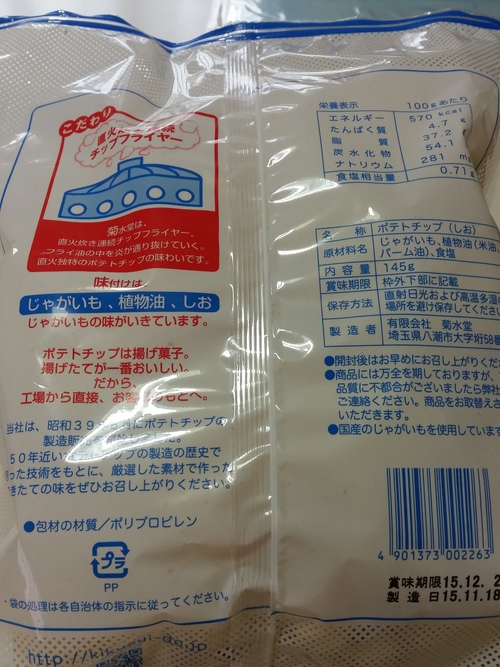 こだわり
チップフライヤー
菊水堂は、
直火炊き連続チップフライヤー。
フライ油の中を炎が通り抜けていく。
直火独特のポテトチップの味わいです。
味付けは
じゃがいも、植物油、しお
じゃがいもの味がいきています。
ポテトチップは揚げ菓子。
揚げたてが一番おいしい。
だから、
工場から直接、お
当社は、昭和39
製造販
50年近い
の製造の歴史で
った技術をもとに、厳選した素材で作った
きたての味をぜひお召し上がりください。
●包材の材質/ポリプロピレン
プラ
PP
・袋の処理は各自治体の指示に従ってください。
栄養表示 100gあたり
エネルギー 570 kcal
たんぱく質 4.7 g
脂質 37.2
炭水化物 54.1
ナトリウム 281 m
食塩相当量 0.71
名称 ポテトチップ(しお)
原材料名 じゃがいも、植物油(米油、
パーム油)、食塩
内容量 145g
賞味期限 枠外下部に記載
保存方法 直射日光および高温多湿の
場所を避け保存してください
製造者 有限会社 菊水堂
埼玉県八潮市大字垳58番
●開封後はお早めにお召し上がりくだ
●商品には万全を期しておりますが、
品質に不都合がございましたら弊社
ご連絡ください。商品をお取替え
いただきます。
●国産のじゃがいもを使用しています
4 901373 002263
賞味期限15.12. 2
製造日15.11.18